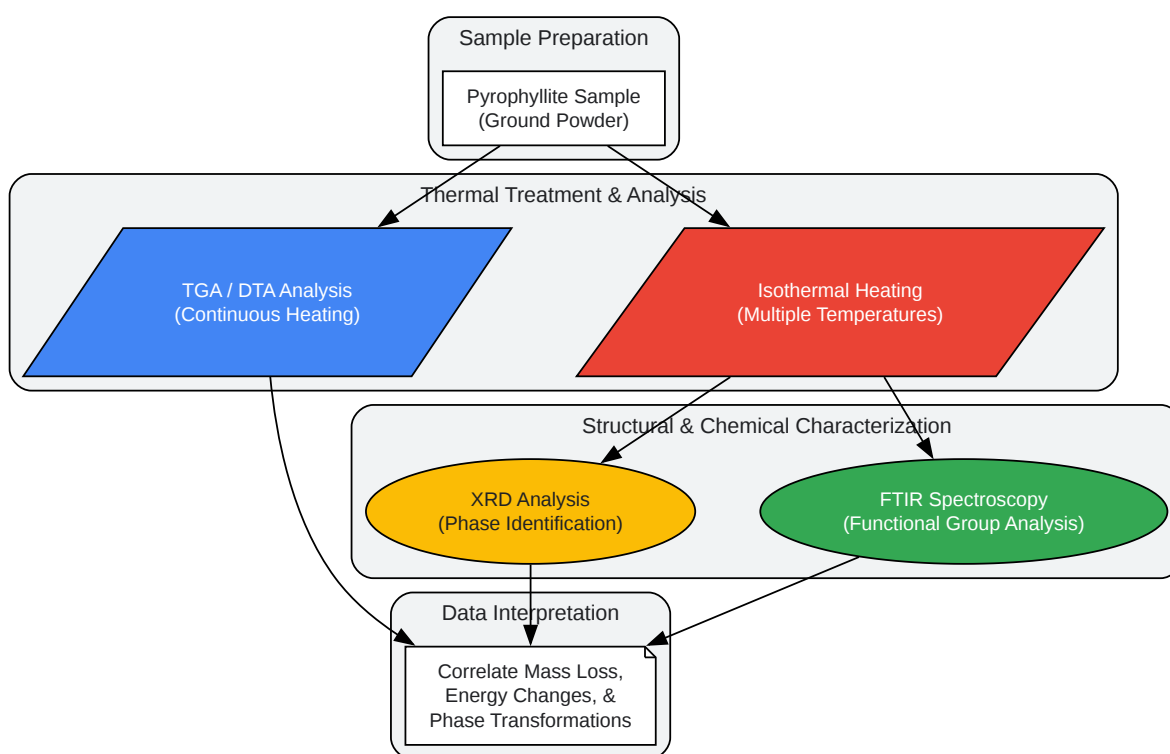 Sample Preparation
Pyrophyllite Sample
(Ground Powder)
Thermal Treatment & Analysis
TGA / DTA Analysis
(Continuous Heating)
Isothermal Heating
(Multiple Temperatures)
Structural & Chemical Characterization
XRD Analysis
(Phase Identification)
FTIR Spectroscopy
(Functional Group Analysis)
Data Interpretation
Correlate Mass Loss,
Energy Changes, &
Phase Transformations